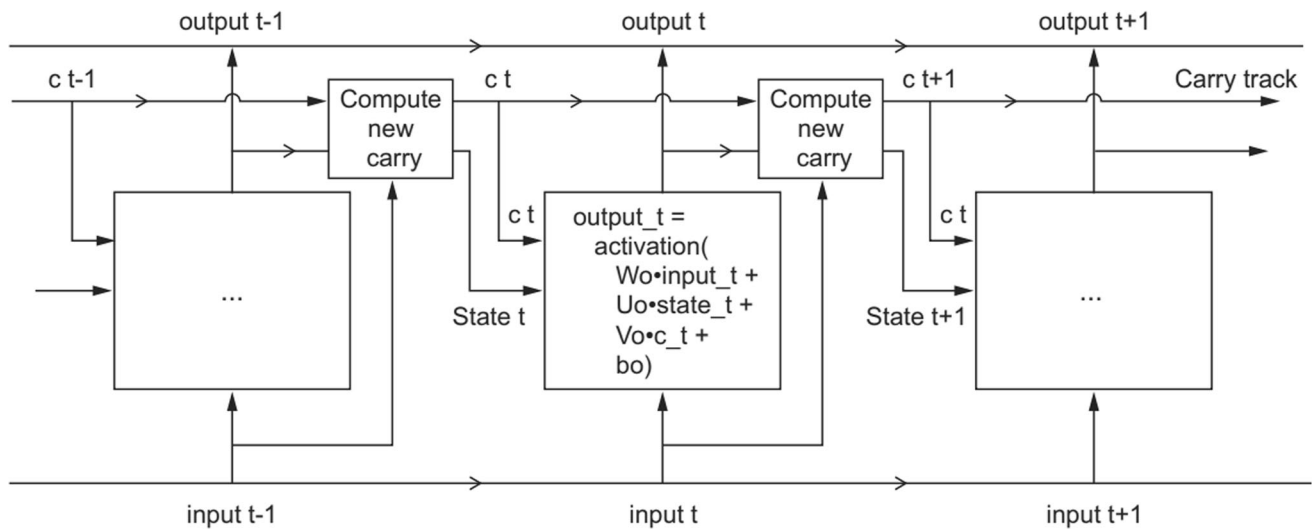 output t-1
output t
output t+1
c t-1
c t
c t+1
Carry track
Compute
new
carry
Compute
new
carry
c t
output_t =
activation(
Wo•input_t +
Uo•state_t +
Vo•c_t +
bo)
c t
...
...
State t
State t+1
input t-1
input t
input t+1